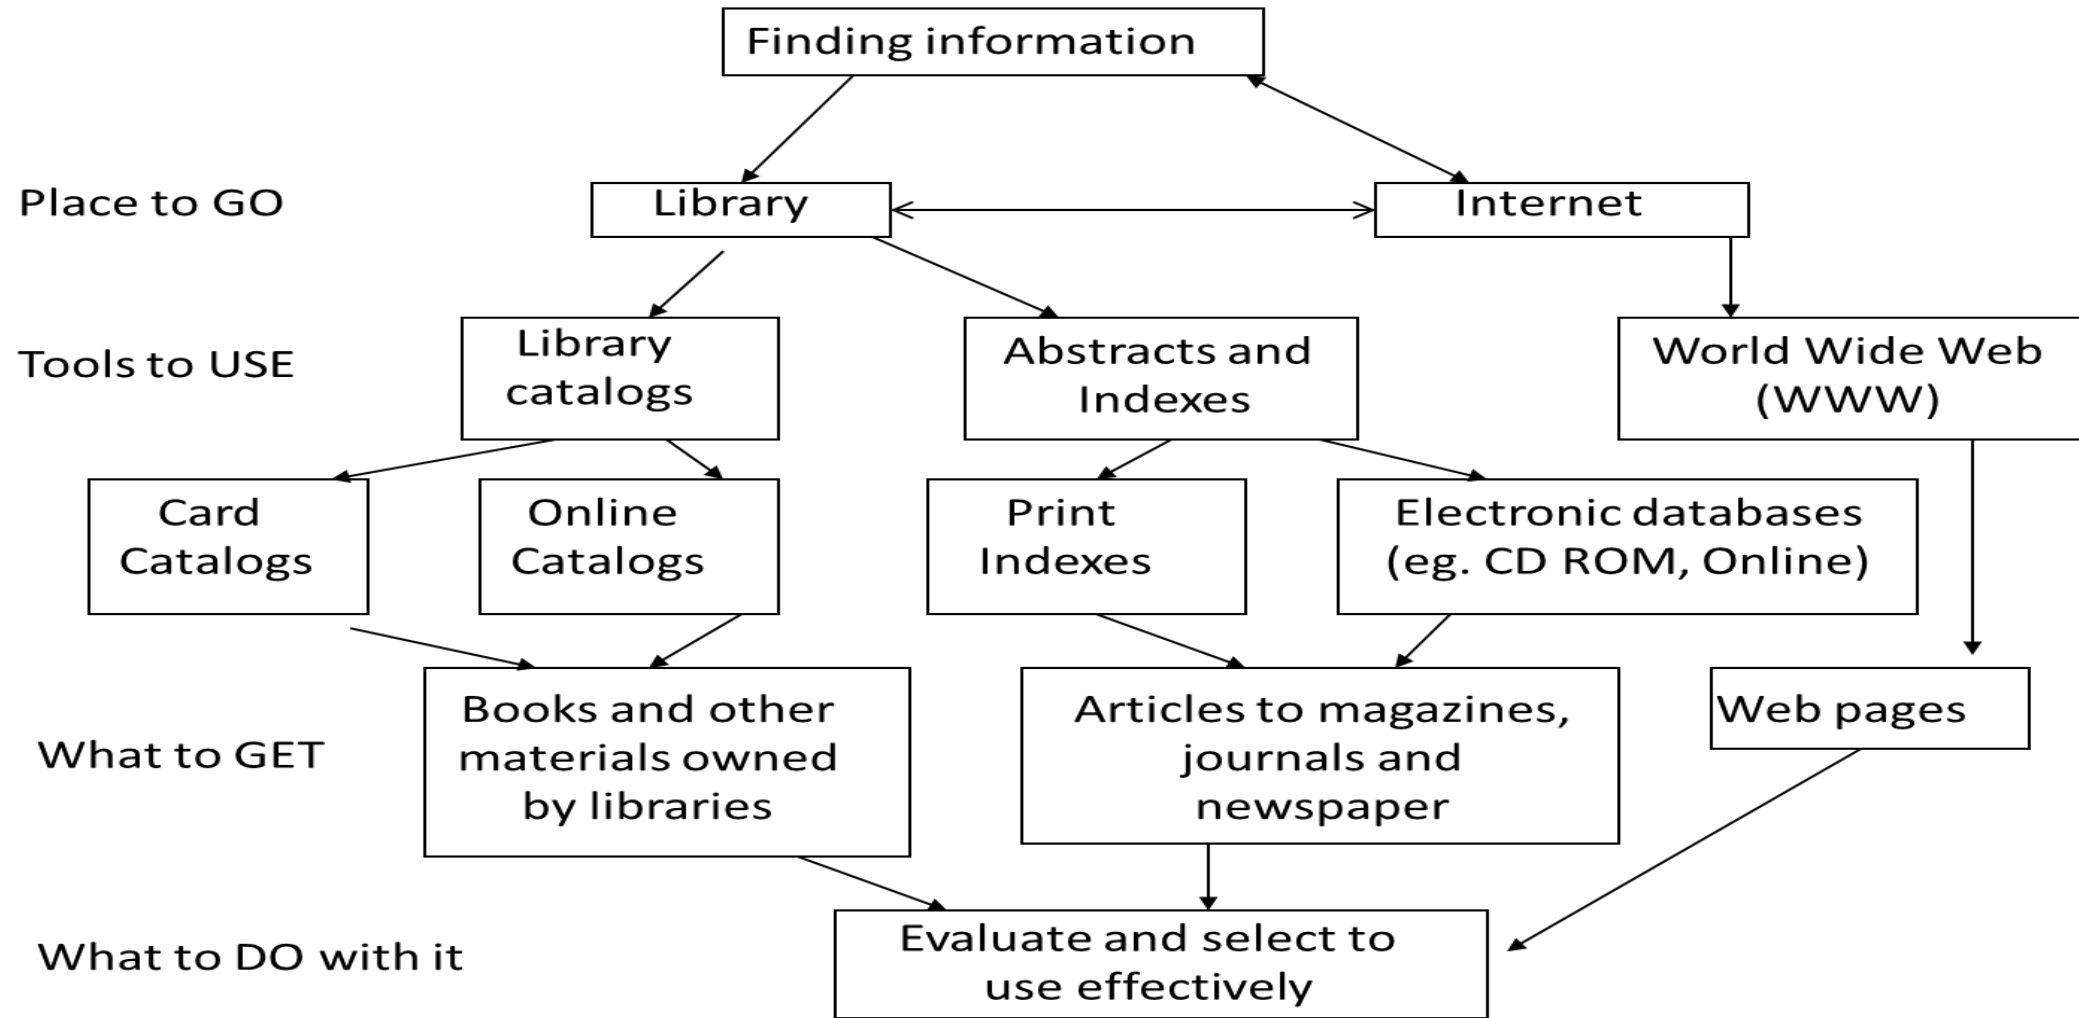 Finding information
Place to GO
Library
Internet
Tools to USE
Library
catalogs
Abstracts and
Indexes
World Wide Web
(WWW)
Card
Catalogs
Online
Catalogs
Print
Indexes
Electronic databases
(eg. CD ROM, Online)
What to GET
Books and other
materials owned
by libraries
Articles to magazines,
journals and
newspaper
Web pages
What to DO with it
Evaluate and select to
use effectively